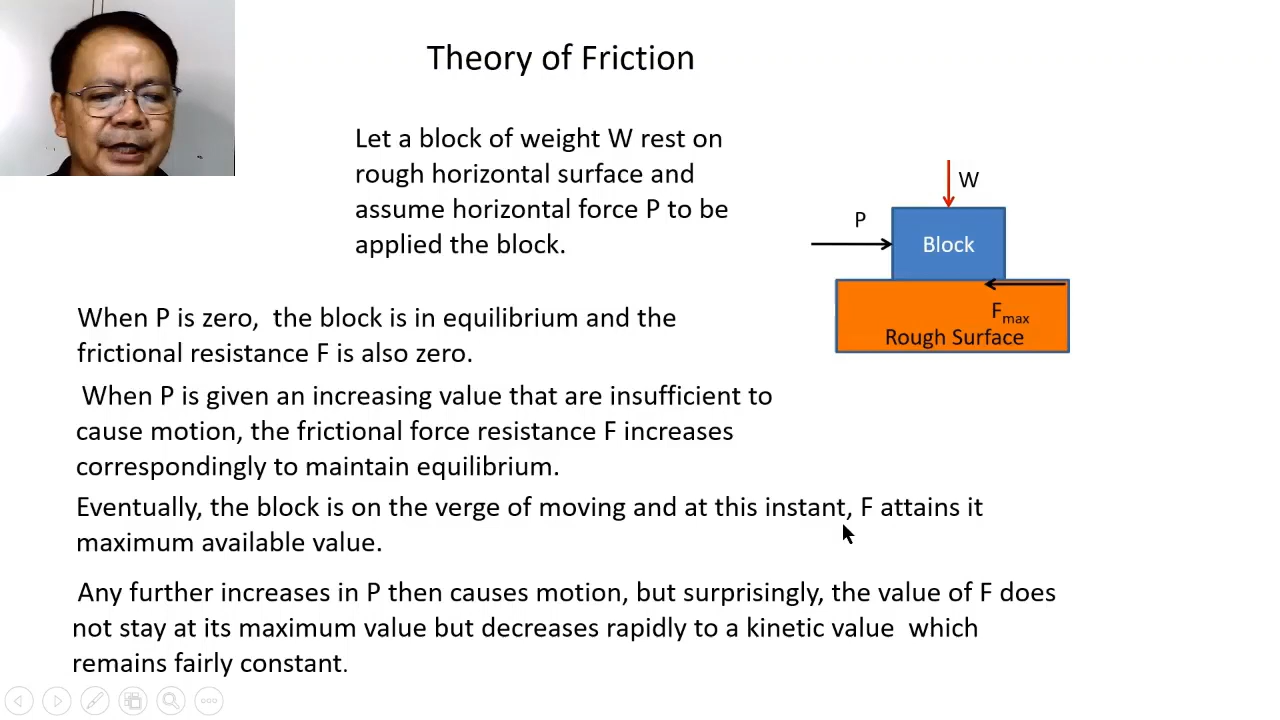 Theory of Friction
Let a block of weight W rest on
rough horizontal surface and
assume horizontal force P to be
applied the block.
W
P
Block
F max
Rough Surface
When P is zero, the block is in equilibrium and the
frictional resistance F is also zero.
When P is given an increasing value that are insufficient to
cause motion, the frictional force resistance F increases
correspondingly to maintain equilibrium.
Eventually, the block is on the verge of moving and at this instant, F attains it
maximum available value.
Any further increases in P then causes motion, but surprisingly, the value of F does
not stay at its maximum value but decreases rapidly to a kinetic value which
remains fairly constant.